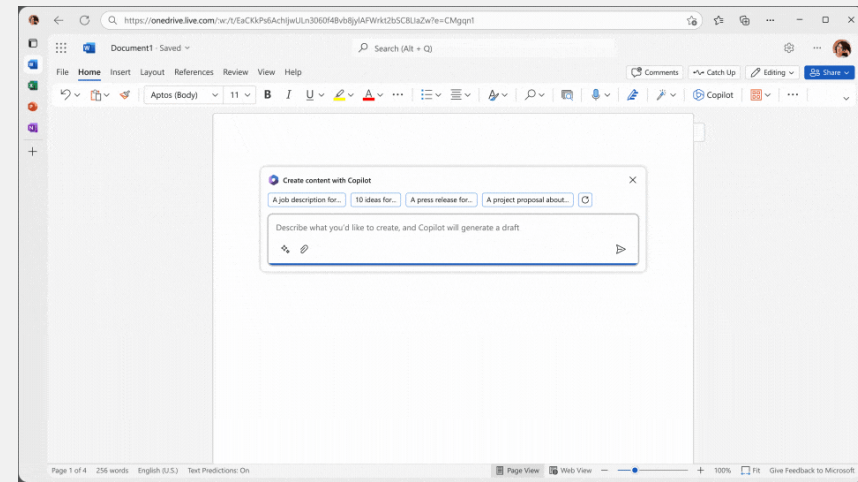 https://onedrive.live.com/:w:/t/EaCKkPs6AchIjwULn3060f4Bvb8jylAFWrkt2bSC8LJaZw?e=CMgqn1
Document1 · Saved
Search (Alt + Q)
File Home Insert Layout References Review View Help
Comments Catch Up Editing Share
Aptos (Body) 11 B I U A Copilot
Create content with Copilot
A job description for... 10 ideas for... A press release for... A project proposal about...
Describe what you'd like to create, and Copilot will generate a draft
Page 1 of 4 256 words English (U.S.) Text Predictions: On Page View Web View 100% Fit Give Feedback to Microsoft